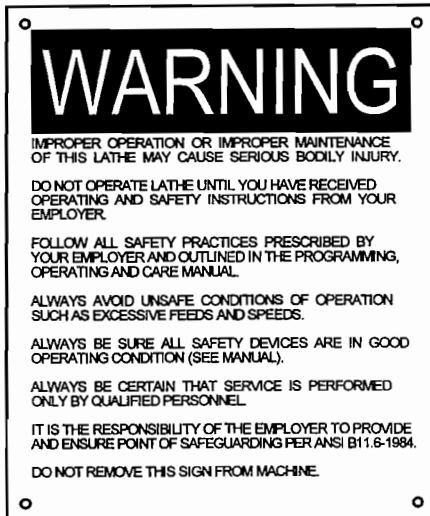 WARNING
IMPROPER OPERATION OR IMPROPER MAINTENANCE
OF THIS LATHE MAY CAUSE SERIOUS BODILY INJURY.
DO NOT OPERATE LATHE UNTIL YOU HAVE RECEIVED
OPERATING AND SAFETY INSTRUCTIONS FROM YOUR
EMPLOYER.
FOLLOW ALL SAFETY PRACTICES PRESCRIBED BY
YOUR EMPLOYER AND OUTLINED IN THE PROGRAMMING,
OPERATING AND CARE MANUAL.
ALWAYS AVOID UNSAFE CONDITIONS OF OPERATION
SUCH AS EXCESSIVE FEEDS AND SPEEDS.
ALWAYS BE SURE ALL SAFETY DEVICES ARE IN GOOD
OPERATING CONDITION (SEE MANUAL).
ALWAYS BE CERTAIN THAT SERVICE IS PERFORMED
ONLY BY QUALIFIED PERSONNEL.
IT IS THE RESPONSIBILITY OF THE EMPLOYER TO PROVIDE
AND ENSURE POINT OF SAFEGUARDING PER ANSI B11.6-1984.
DO NOT REMOVE THIS SIGN FROM MACHINE.